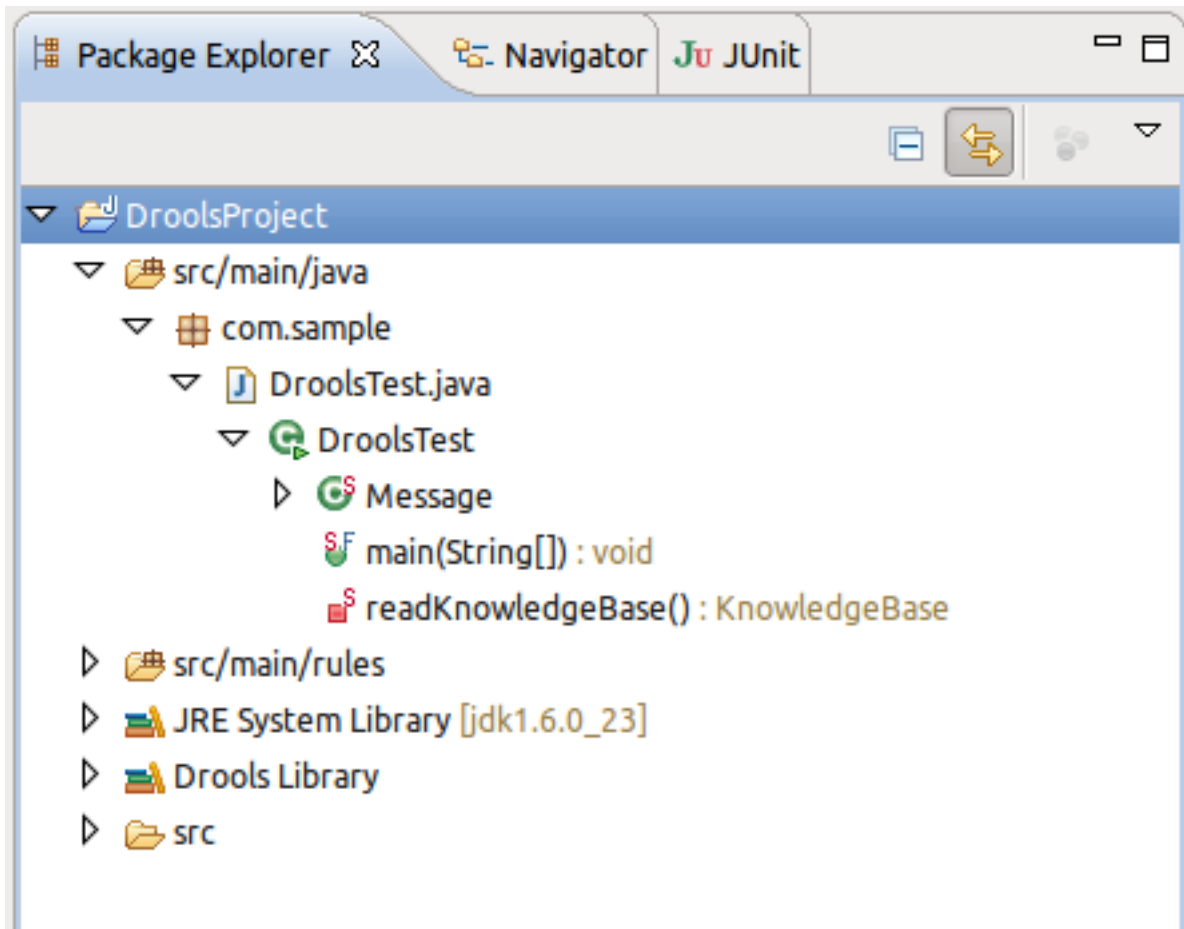 Package Explorer Navigator JU JUnit
DroolsProject
src/main/java
com.sample
DroolsTest.java
DroolsTest
Message
main(String[]) : void
readKnowledgeBase() : KnowledgeBase
src/main/rules
JRE System Library [jdk1.6.0_23]
Drools Library
src